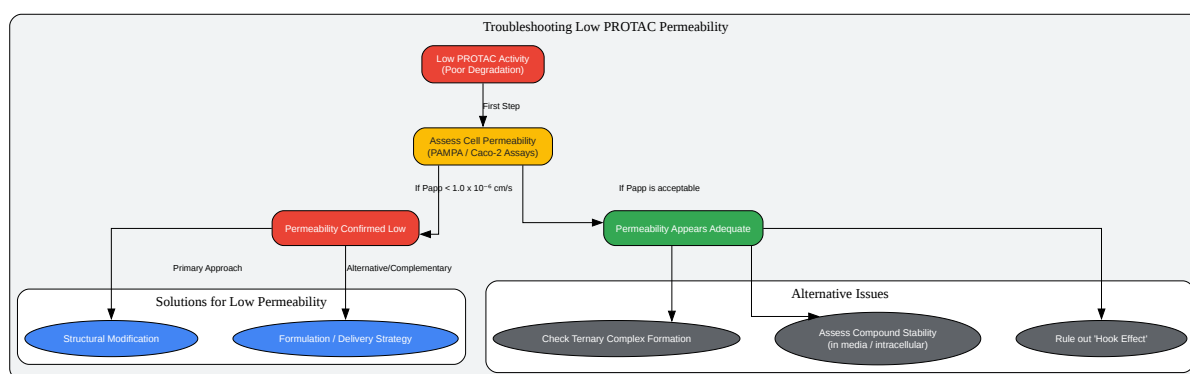 Troubleshooting Low PROTAC Permeability
Low PROTAC Activity
(Poor Degradation)
First Step
Assess Cell Permeability
(PAMPA / Caco-2 Assays)
If Papp < 1.0 x 10⁻⁶ cm/s
If Papp is acceptable
Permeability Confirmed Low
Permeability Appears Adequate
Primary Approach
Alternative/Complementary
Solutions for Low Permeability
Alternative Issues
Structural Modification
Formulation / Delivery Strategy
Check Ternary Complex Formation
Assess Compound Stability
(in media / intracellular)
Rule out 'Hook Effect'